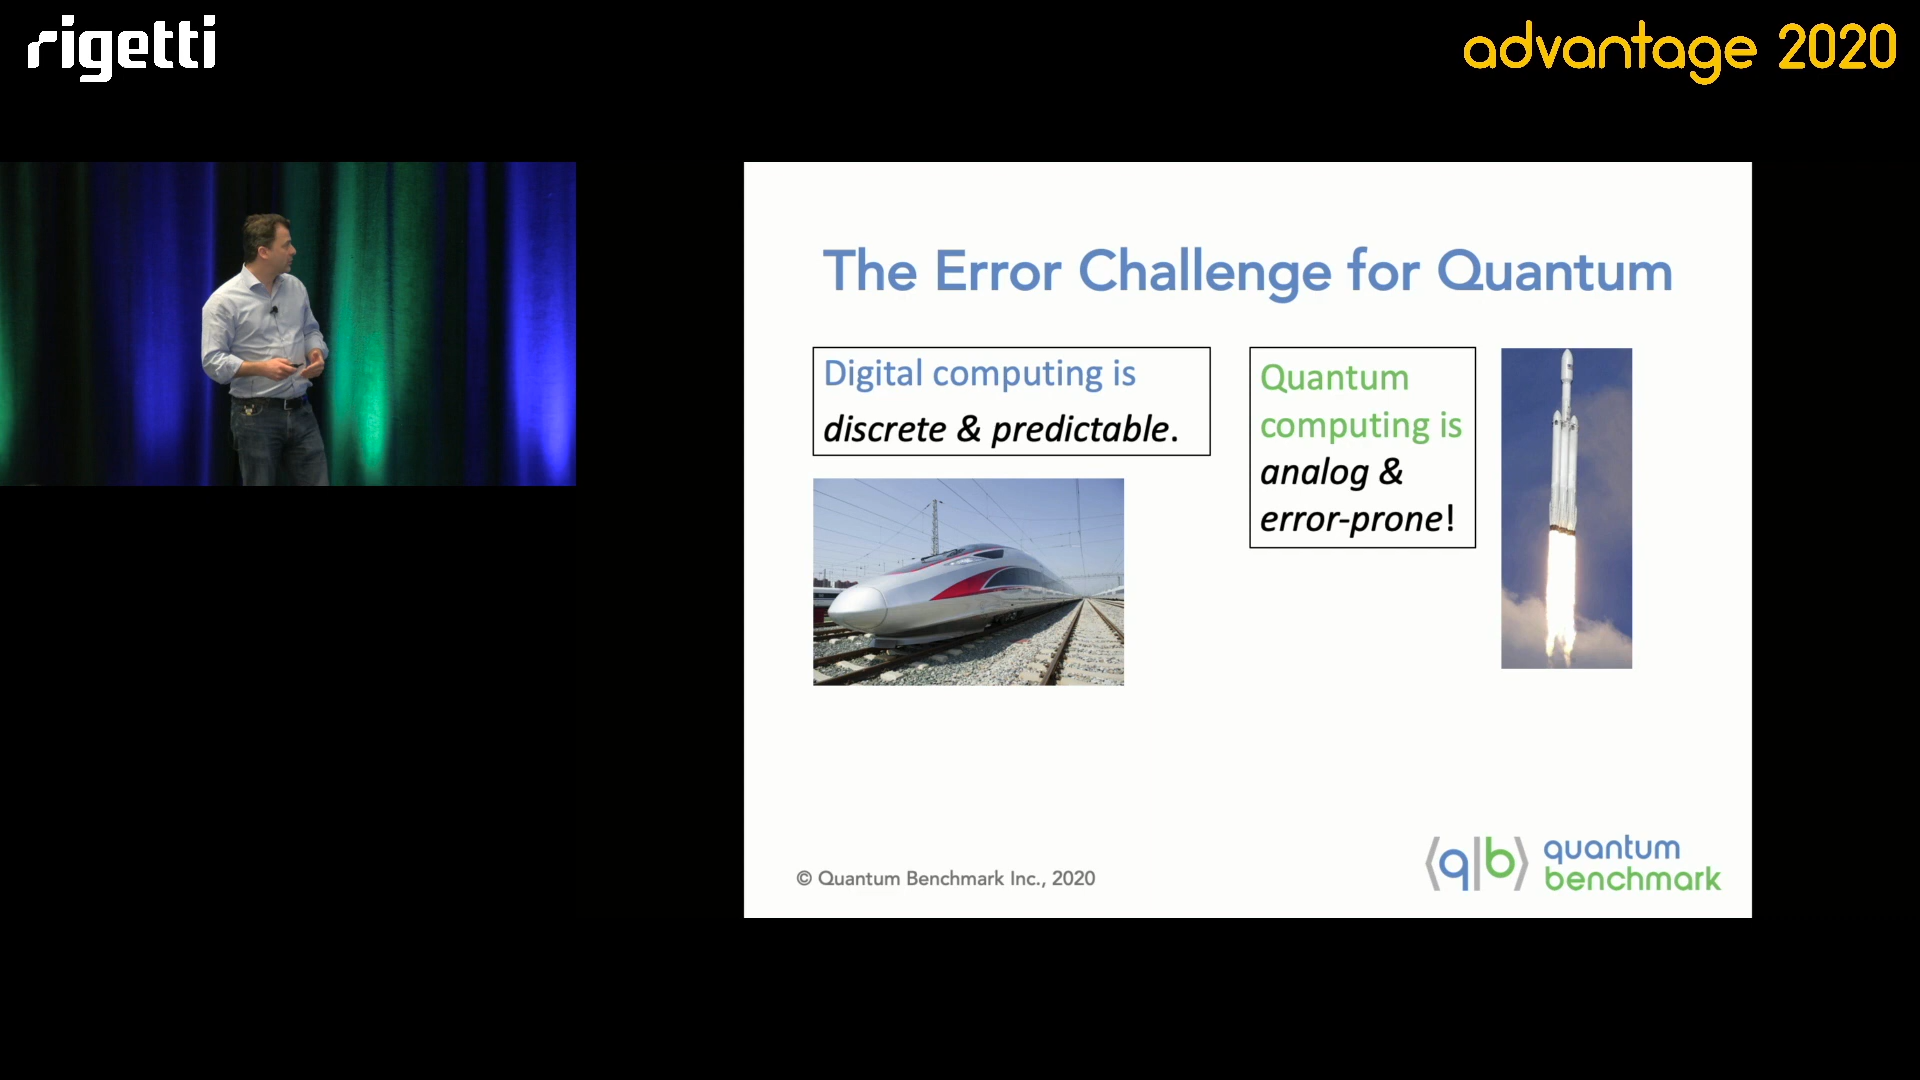 rigetti
advantage 2020
The Error Challenge for Quantum
Digital computing is
discrete & predictable.
Quantum
computing is
analog &
error-prone!
© Quantum Benchmark Inc., 2020
⟨q|b⟩ quantum
benchmark